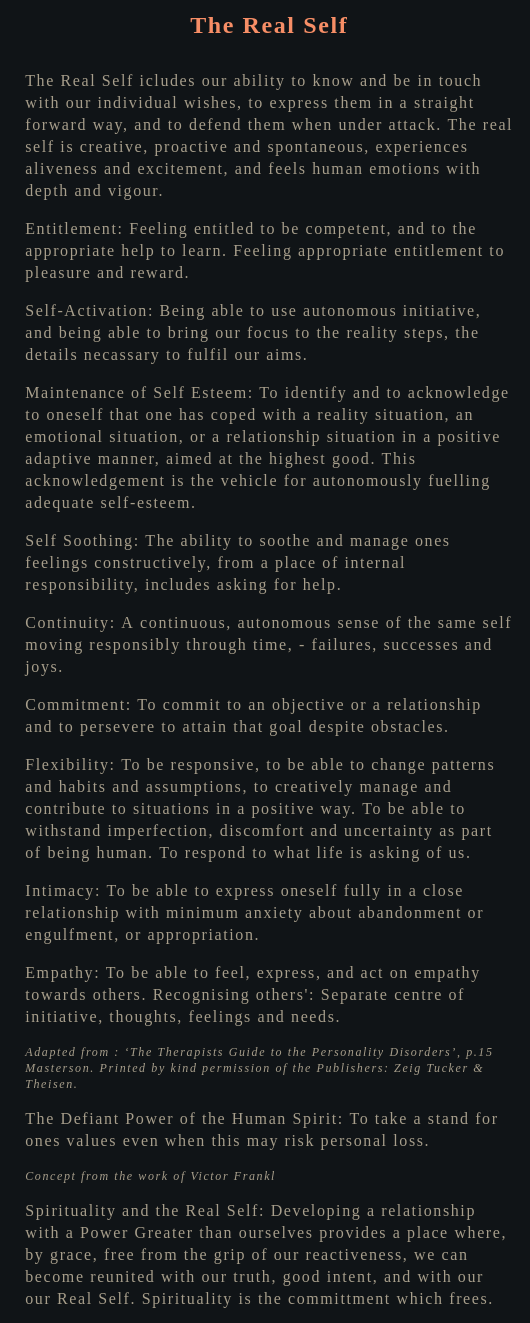 The Real Self
The Real Self icludes our ability to know and be in touch
with our individual wishes, to express them in a straight
forward way, and to defend them when under attack. The real
self is creative, proactive and spontaneous, experiences
aliveness and excitement, and feels human emotions with
depth and vigour.
Entitlement: Feeling entitled to be competent, and to the
appropriate help to learn. Feeling appropriate entitlement to
pleasure and reward.
Self-Activation: Being able to use autonomous initiative,
and being able to bring our focus to the reality steps, the
details necassary to fulfil our aims.
Maintenance of Self Esteem: To identify and to acknowledge
to oneself that one has coped with a reality situation, an
emotional situation, or a relationship situation in a positive
adaptive manner, aimed at the highest good. This
acknowledgement is the vehicle for autonomously fuelling
adequate self-esteem.
Self Soothing: The ability to soothe and manage ones
feelings constructively, from a place of internal
responsibility, includes asking for help.
Continuity: A continuous, autonomous sense of the same self
moving responsibly through time, - failures, successes and
joys.
Commitment: To commit to an objective or a relationship
and to persevere to attain that goal despite obstacles.
Flexibility: To be responsive, to be able to change patterns
and habits and assumptions, to creatively manage and
contribute to situations in a positive way. To be able to
withstand imperfection, discomfort and uncertainty as part
of being human. To respond to what life is asking of us.
Intimacy: To be able to express oneself fully in a close
relationship with minimum anxiety about abandonment or
engulfment, or appropriation.
Empathy: To be able to feel, express, and act on empathy
towards others. Recognising others': Separate centre of
initiative, thoughts, feelings and needs.
Adapted from : ‘The Therapists Guide to the Personality Disorders’, p.15
Masterson. Printed by kind permission of the Publishers: Zeig Tucker &
Theisen.
The Defiant Power of the Human Spirit: To take a stand for
ones values even when this may risk personal loss.
Concept from the work of Victor Frankl
Spirituality and the Real Self: Developing a relationship
with a Power Greater than ourselves provides a place where,
by grace, free from the grip of our reactiveness, we can
become reunited with our truth, good intent, and with our
our Real Self. Spirituality is the committment which frees.